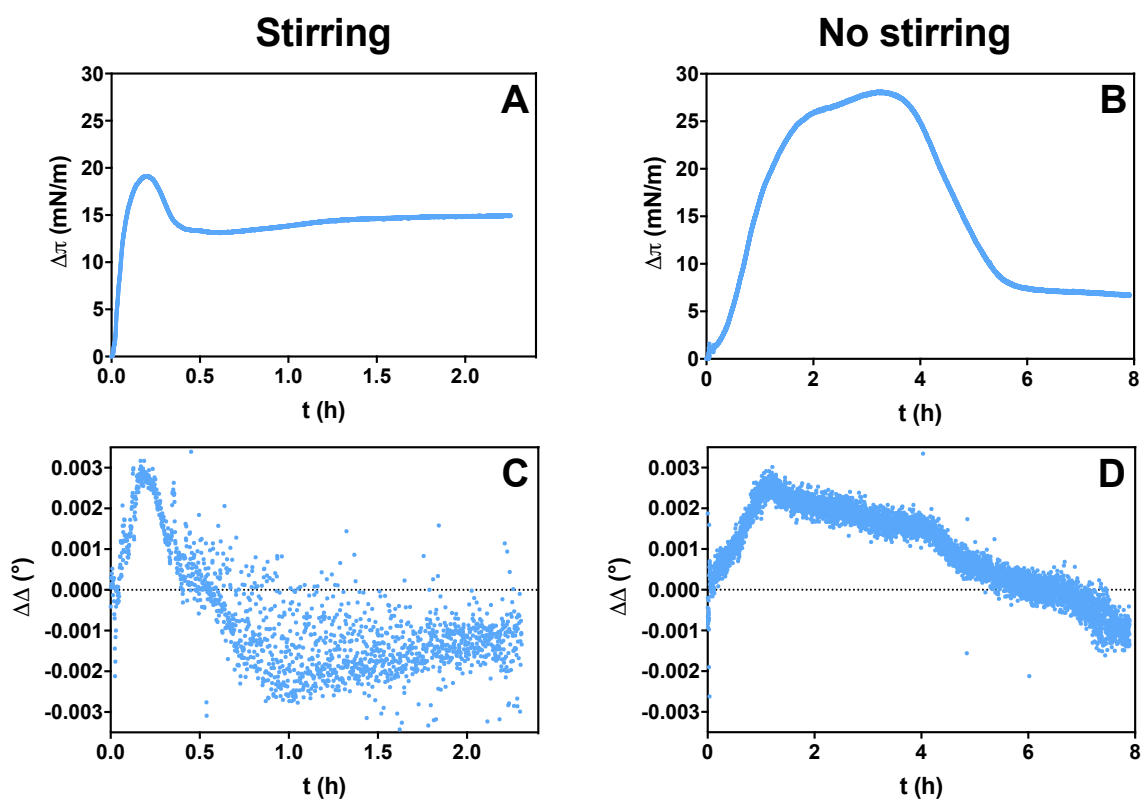 Stirring
No stirring
A
30
25
20
15
10
5
0
Δπ (mN/m)
0.0 0.5 1.0 1.5 2.0
t (h)
B
30
25
20
15
10
5
0
Δπ (mN/m)
0 2 4 6 8
t (h)
C
0.003
0.002
0.001
0.000
-0.001
-0.002
-0.003
ΔΔ (°)
0.0 0.5 1.0 1.5 2.0
t (h)
D
0.003
0.002
0.001
0.000
-0.001
-0.002
-0.003
ΔΔ (°)
0 2 4 6 8
t (h)